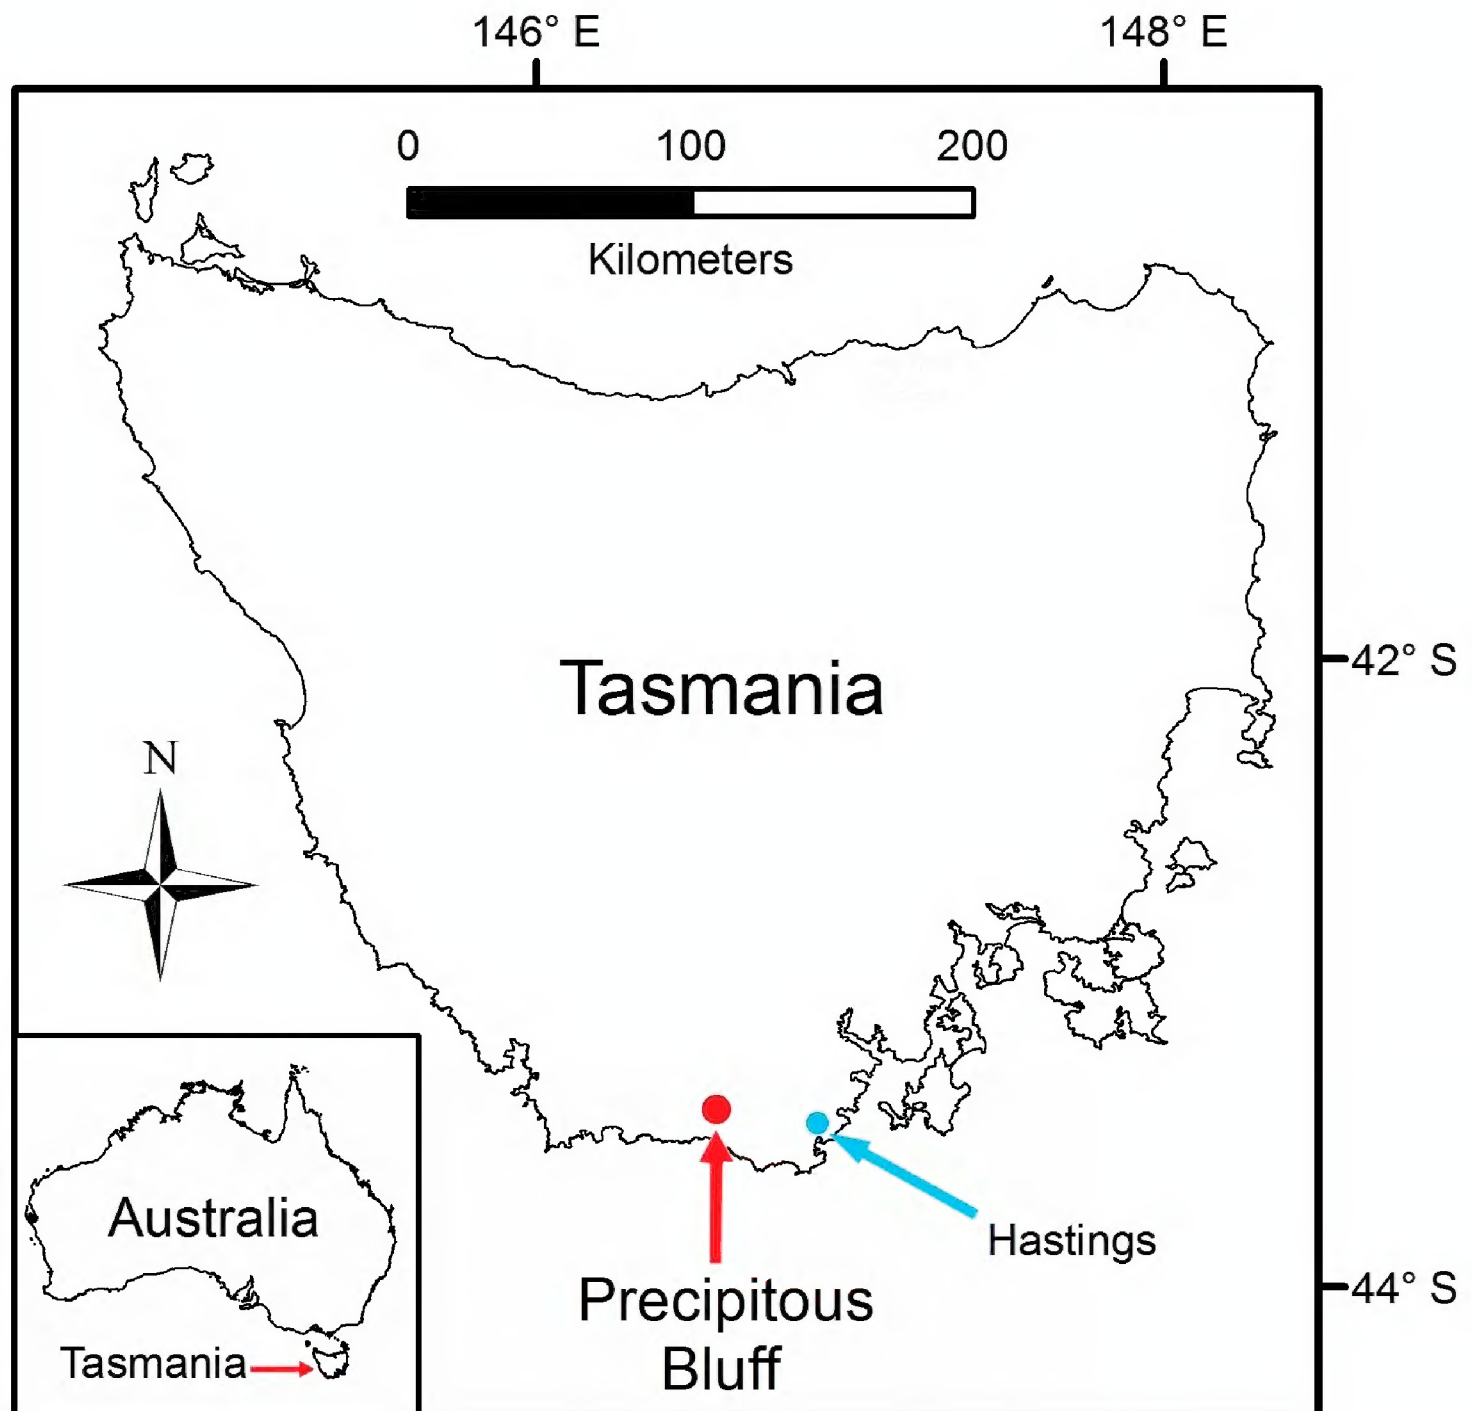 146° E
148° E
0
100
200
Kilometers
Tasmania
42° S
N
Australia
Hastings
44° S
Precipitous
Bluff
Tasmania